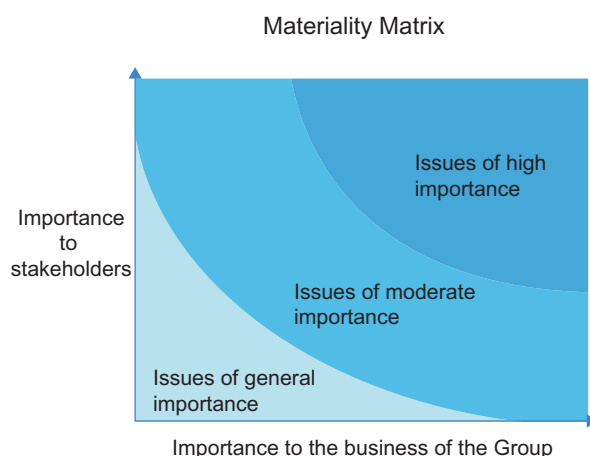 Materiality Matrix
Issues of high
importance
Importance
to
stakeholders
Issues of moderate
importance
Issues of general
importance
Importance to the business of the Group